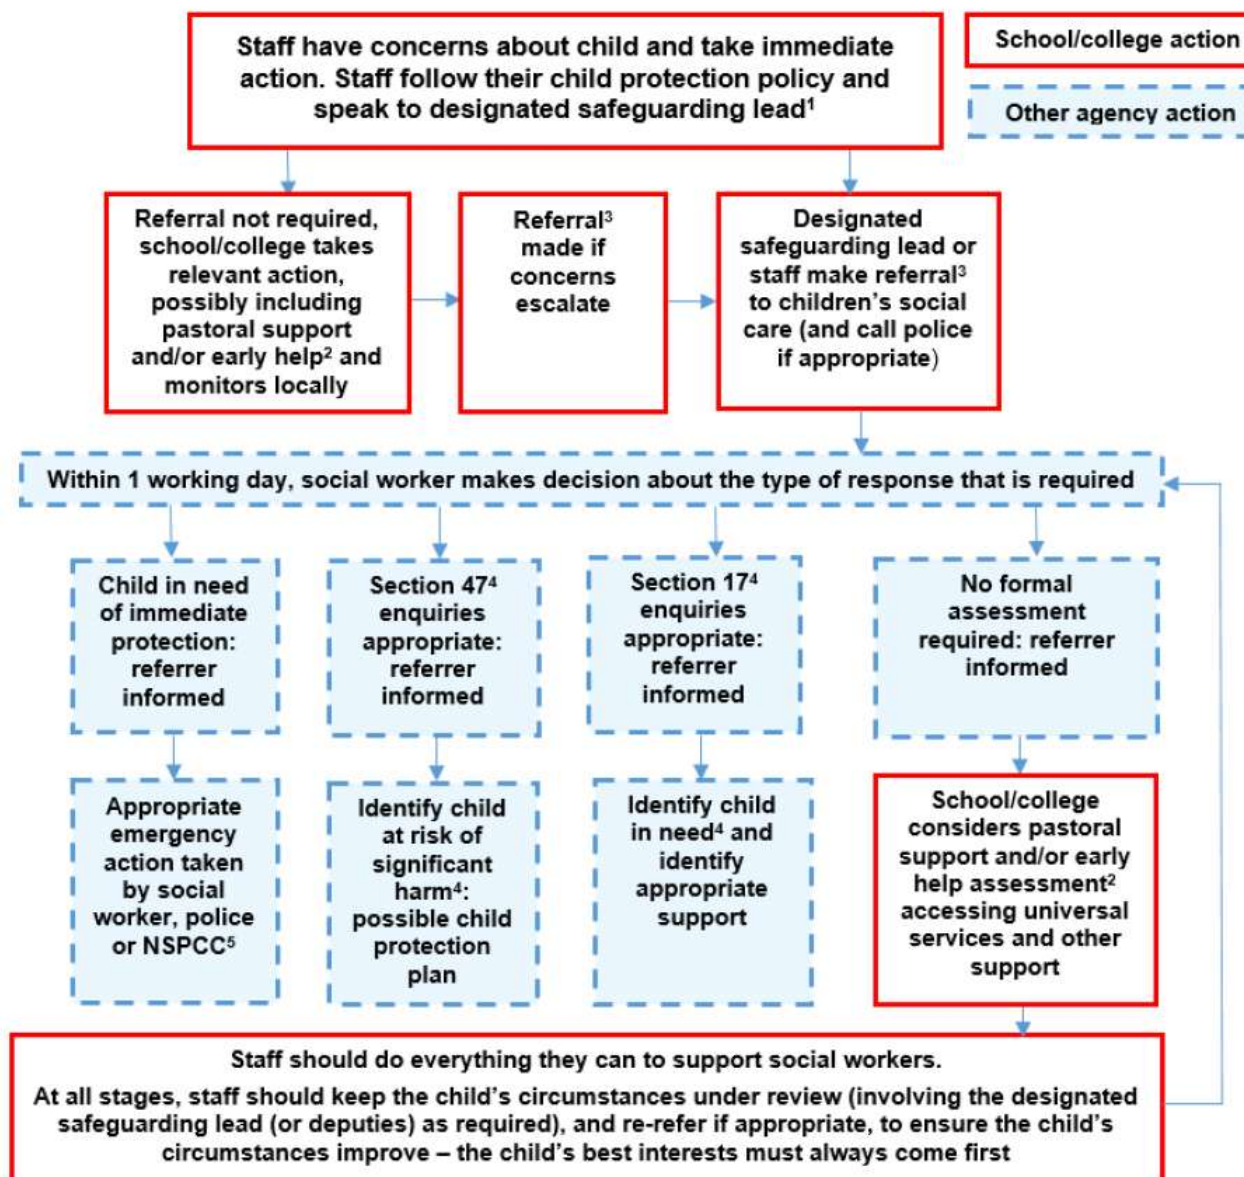 Staff have concerns about child and take immediate
action. Staff follow their child protection policy and
speak to designated safeguarding lead¹
School/college action
Other agency action
Referral not required,
school/college takes
relevant action,
possibly including
pastoral support
and/or early help² and
monitors locally
Referral³
made if
concerns
escalate
Designated
safeguarding lead or
staff make referral³
to children’s social
care (and call police
if appropriate)
Within 1 working day, social worker makes decision about the type of response that is required
Child in need
of immediate
protection:
referrer
informed
Section 47⁴
enquiries
appropriate:
referrer
informed
Section 17⁴
enquiries
appropriate:
referrer
informed
No formal
assessment
required: referrer
informed
Appropriate
emergency
action taken
by social
worker, police
or NSPCC⁵
Identify child
at risk of
significant
harm⁴:
possible child
protection
plan
Identify child
in need⁴ and
identify
appropriate
support
School/college
considers pastoral
support and/or early
help assessment²
accessing universal
services and other
support
Staff should do everything they can to support social workers.
At all stages, staff should keep the child’s circumstances under review (involving the designated
safeguarding lead (or deputies) as required), and re-refer if appropriate, to ensure the child’s
circumstances improve – the child’s best interests must always come first